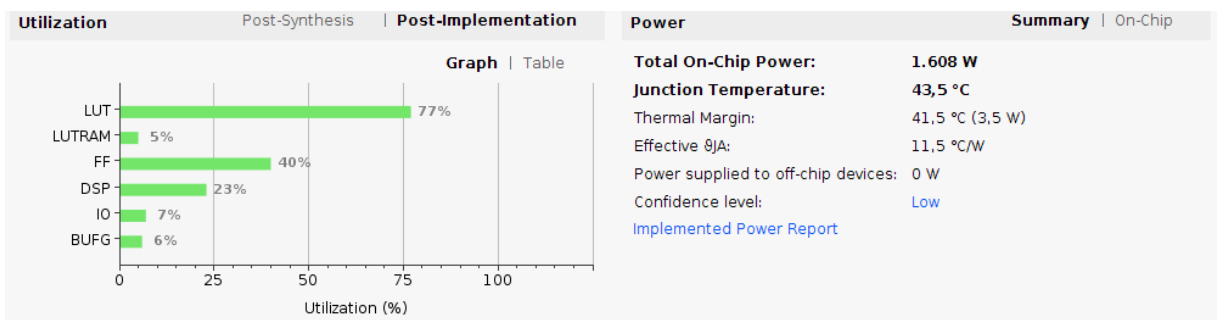 Utilization
Post-Synthesis | Post-Implementation
Graph | Table
LUT 77%
LUTRAM 5%
FF 40%
DSP 23%
IO 7%
BUFG 6%
0 25 50 75 100
Utilization (%)
Power
Summary | On-Chip
Total On-Chip Power: 1.608 W
Junction Temperature: 43,5 °C
Thermal Margin: 41,5 °C (3,5 W)
Effective ϑJA: 11,5 °C/W
Power supplied to off-chip devices: 0 W
Confidence level: Low
Implemented Power Report